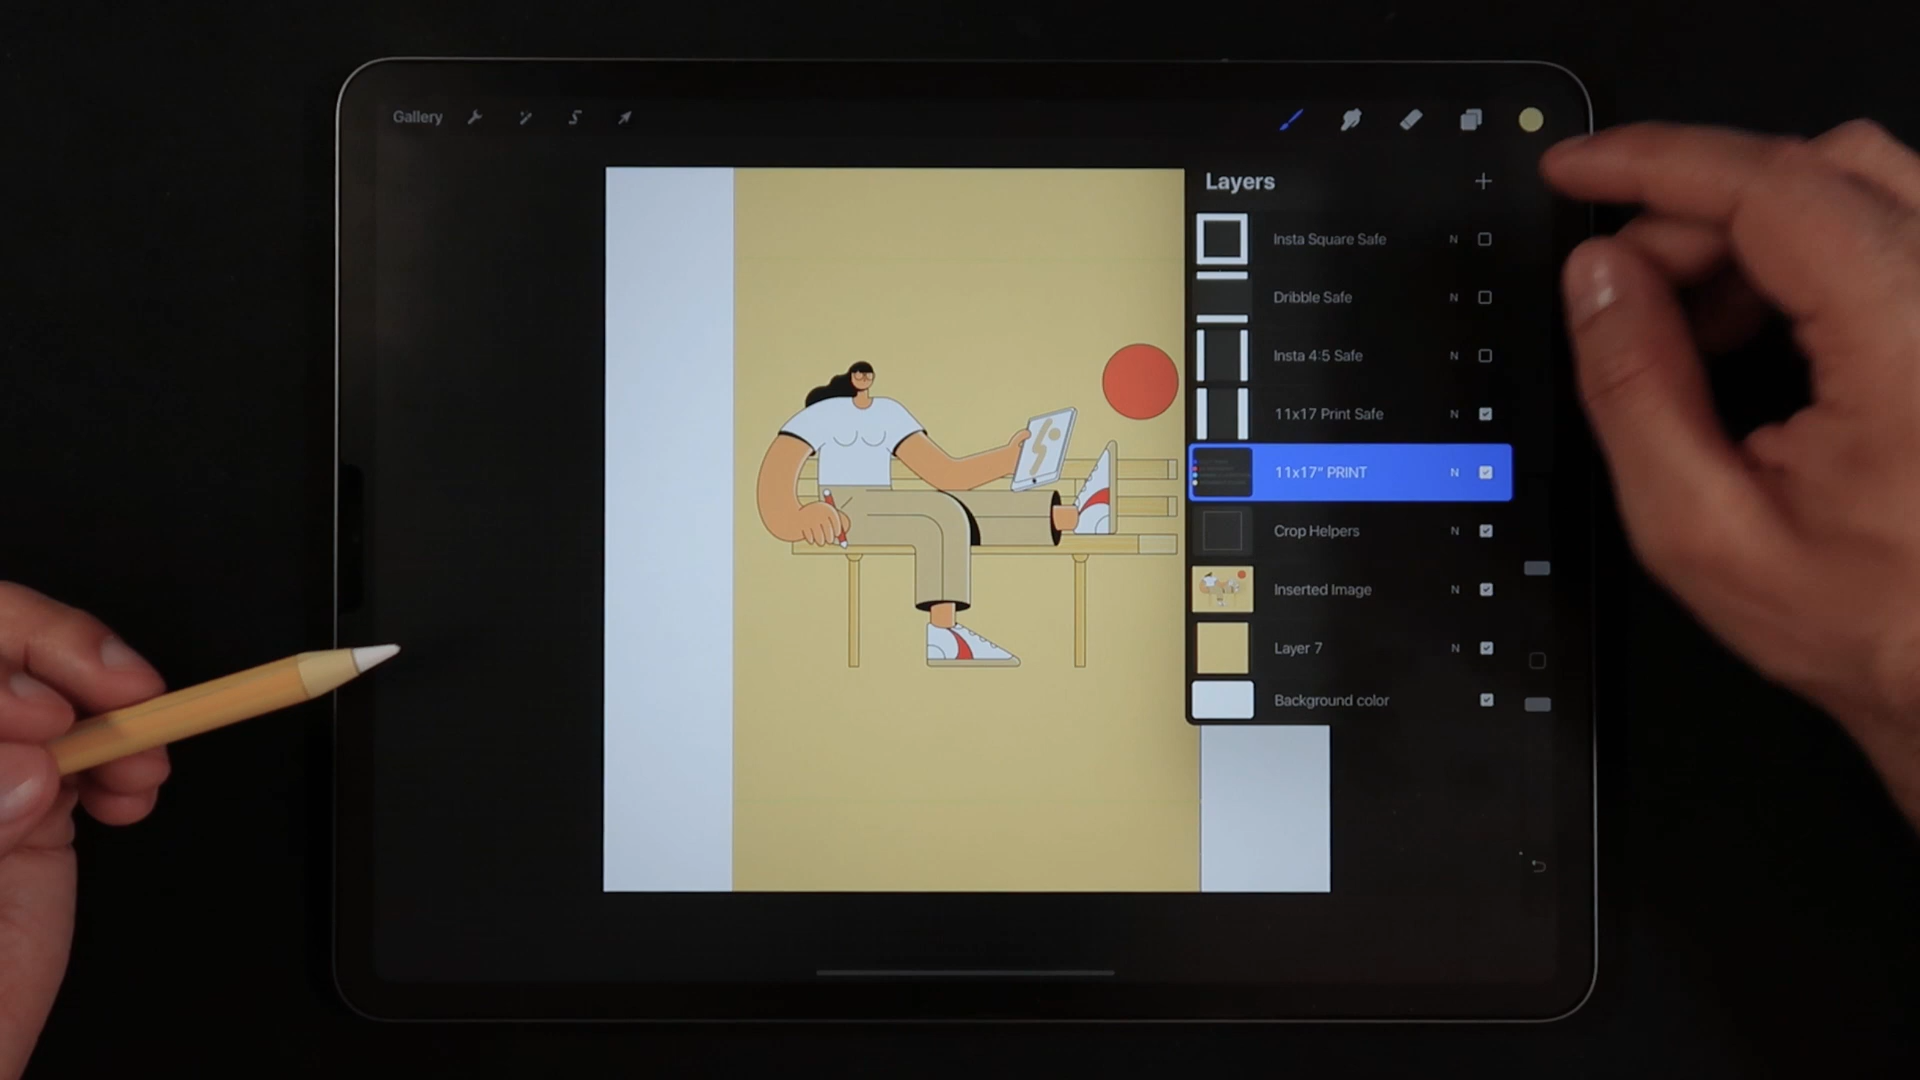 Gallery
Layers
Insta Square Safe N
Dribble Safe N
Insta 4:5 Safe N
11x17 Print Safe N
11x17" PRINT N
Crop Helpers N
Inserted Image N
Layer 7 N
Background color